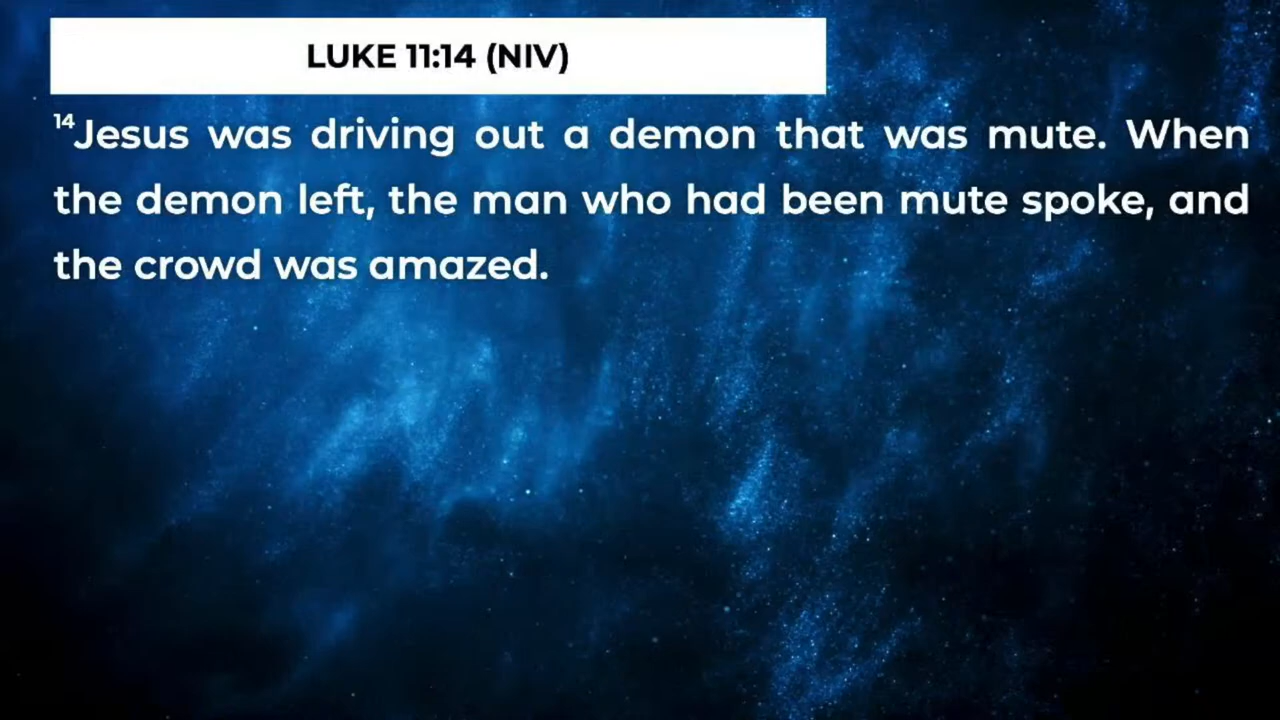 LUKE 11:14 (NIV)
¹⁴Jesus was driving out a demon that was mute. When
the demon left, the man who had been mute spoke, and
the crowd was amazed.